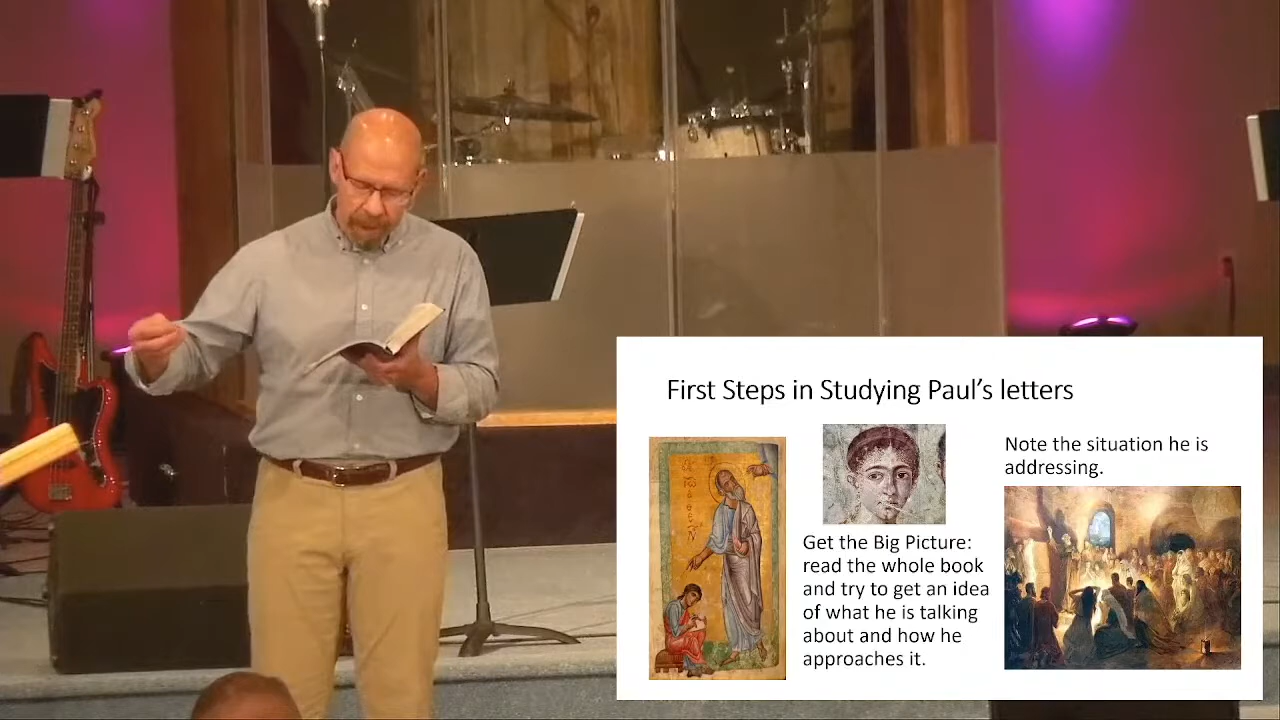 First Steps in Studying Paul's letters
Note the situation he is
addressing.
Get the Big Picture:
read the whole book
and try to get an idea
of what he is talking
about and how he
approaches it.